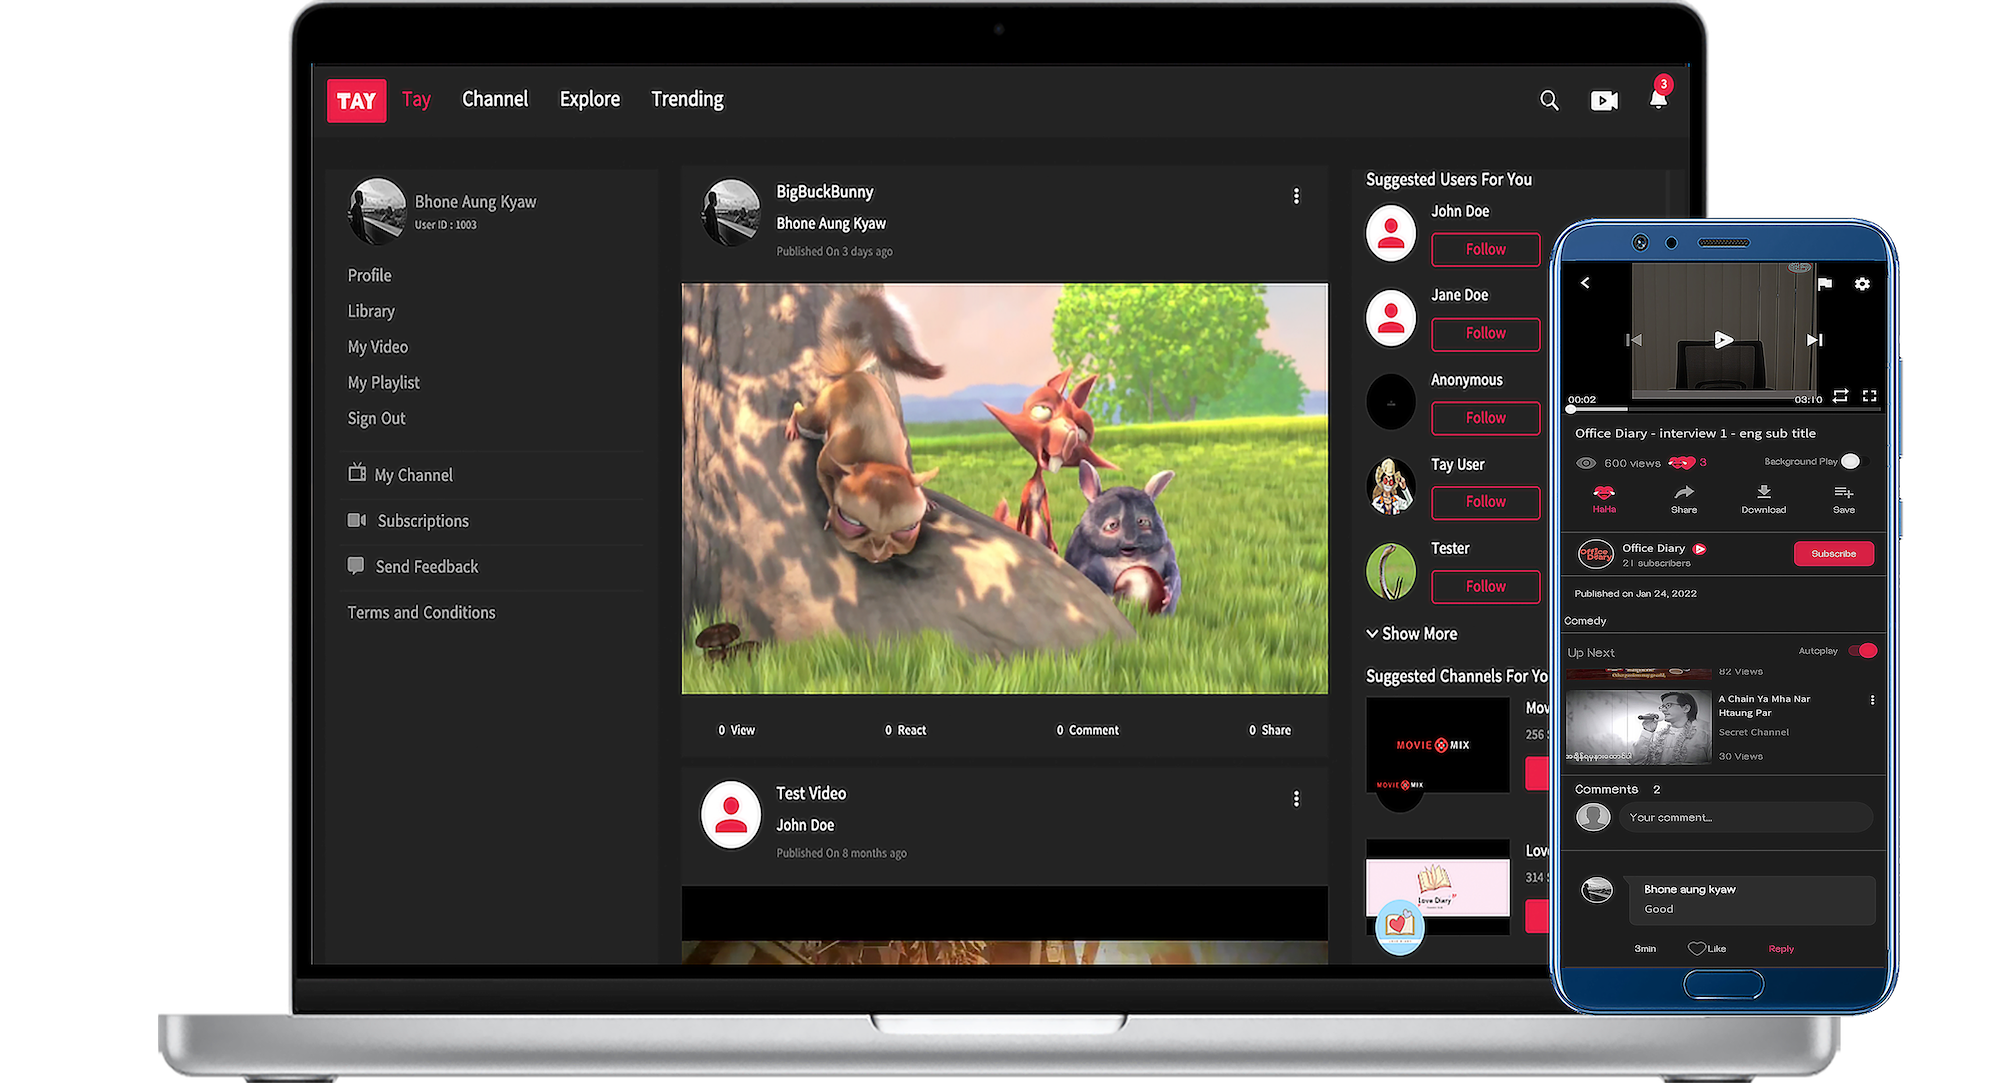 TAY
Tay
Channel
Explore
Trending
3
Bhone Aung Kyaw
User ID : 1003
Profile
Library
My Video
My Playlist
Sign Out
My Channel
Subscriptions
Send Feedback
Terms and Conditions
BigBuckBunny
Bhone Aung Kyaw
Published On 3 days ago
0 View
0 React
0 Comment
0 Share
Test Video
John Doe
Published On 8 months ago
Suggested Users For You
John Doe
Follow
Jane Doe
Follow
Anonymous
Follow
Tay User
Follow
Tester
Follow
Show More
Suggested Channels For Yo
Mov
256
MOVIE MIX
MOVIE MIX
Lov
314
Love Diary
00:02
03:10
Office Diary - interview 1 - eng sub title
600 views
3
Background Play
HaHa
Share
Download
Save
Office Diary
Office Diary
21 subscribers
Subscribe
Published on Jan 24, 2022
Comedy
Up Next
Autoplay
82 Views
A Chain Ya Mha Nar
Htaung Par
Secret Channel
30 Views
Comments 2
Your comment...
Bhone aung kyaw
Good
3min
Like
Reply